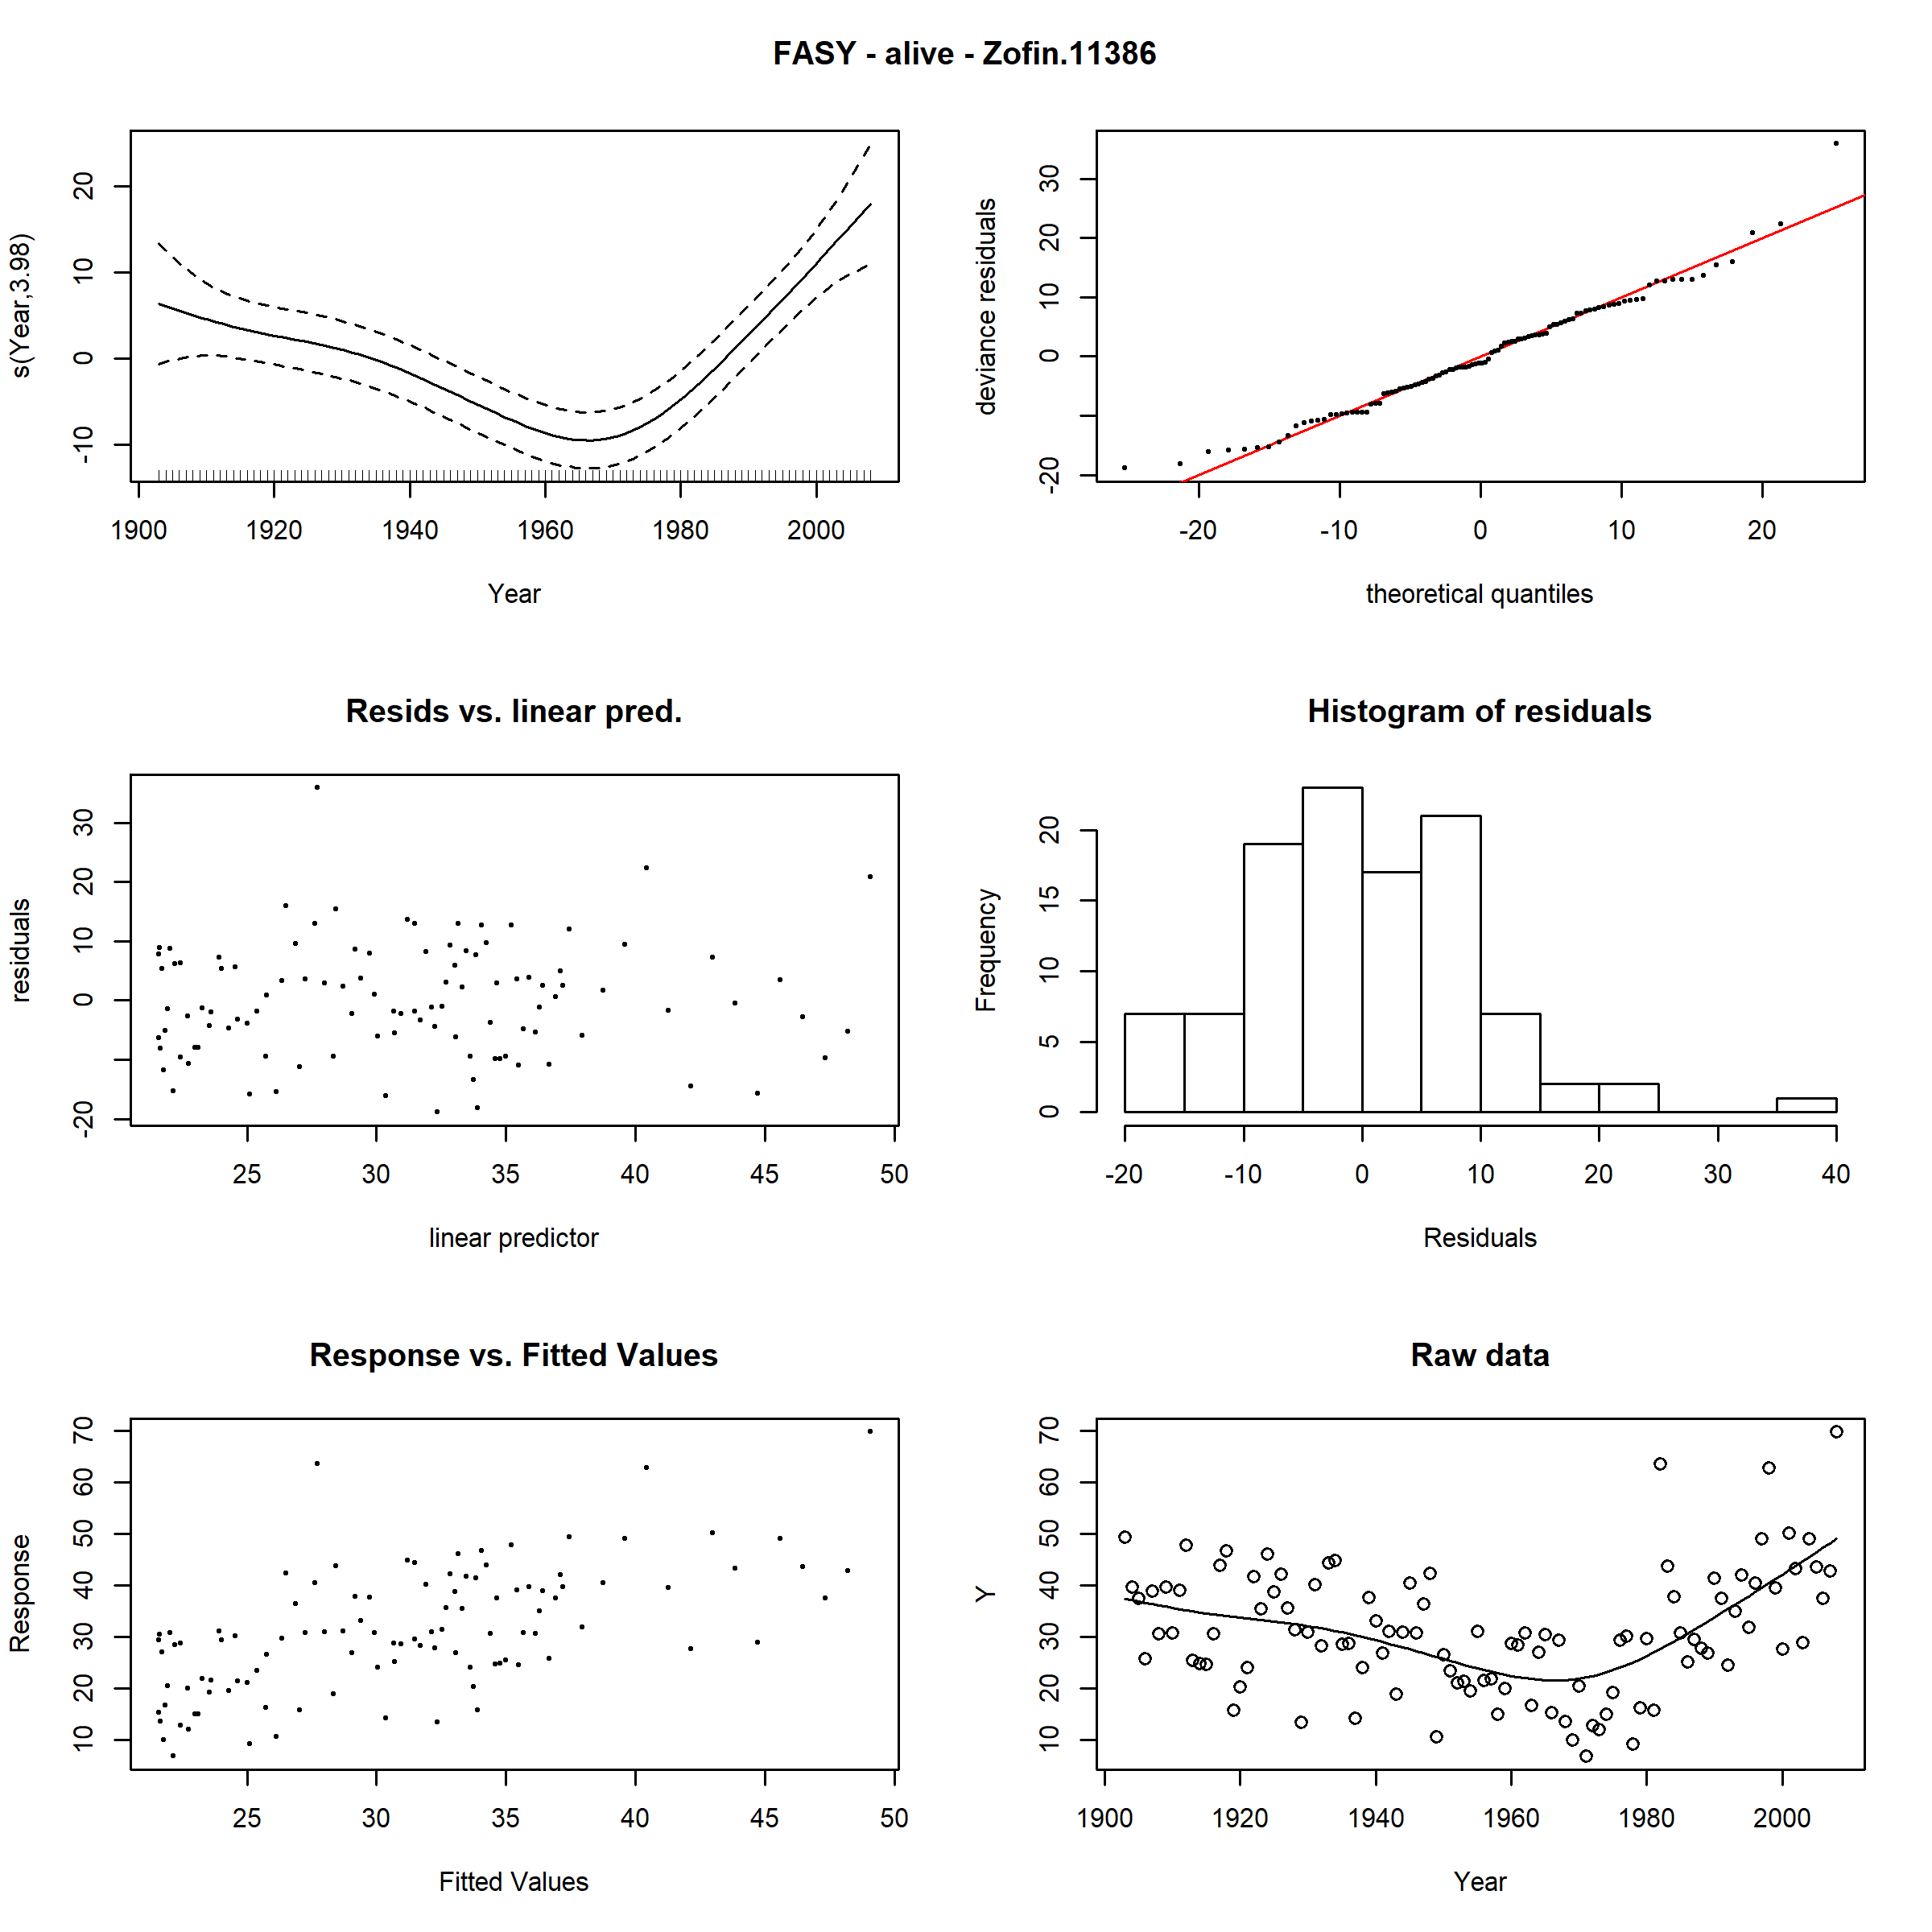 FASY - alive - Zofin.11386
s(Year,3.98)
-10 0 10 20
1900 1920 1940 1960 1980 2000
Year
deviance residuals
-20 0 10 20 30
-20 -10 0 10 20
theoretical quantiles
Resids vs. linear pred.
residuals
-20 0 10 20 30
25 30 35 40 45 50
linear predictor
Histogram of residuals
Frequency
0 5 10 15 20
-20 -10 0 10 20 30 40
Residuals
Response vs. Fitted Values
Response
10 20 30 40 50 60 70
25 30 35 40 45 50
Fitted Values
Raw data
Y
10 20 30 40 50 60 70
1900 1920 1940 1960 1980 2000
Year